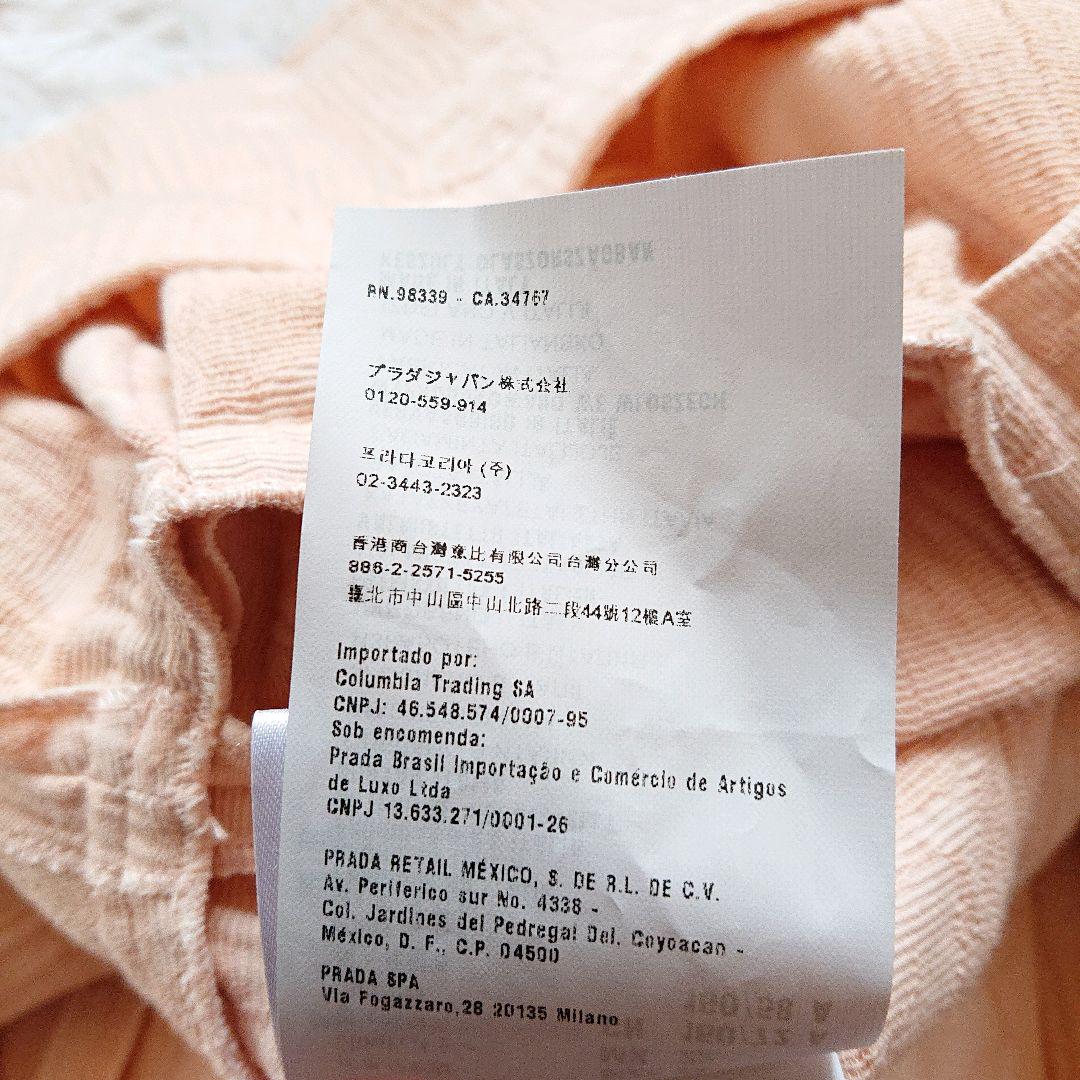 RN.98339 - CA.34767
プラダジャパン株式会社
0120-559-914
프라다코리아 (주)
02-3443-2323
香港商台灣薏比有限公司台灣分公司
886-2-2571-5255
臺北市中山區中山北路二段44號12樓A室
Importado por:
Columbia Trading SA
CNPJ: 46.548.574/0007-95
Sob encomenda:
Prada Brasil Importação e Comércio de Artigos
de Luxo Ltda
CNPJ 13.633.271/0001-26
PRADA RETAIL MÉXICO, S. DE R.L. DE C.V.
Av. Periferico sur No. 4338 -
Col. Jardines del Pedregal Del. Coyoacan -
México, D. F., C.P. 04500
PRADA SPA
Via Fogazzaro,28 20135 Milano